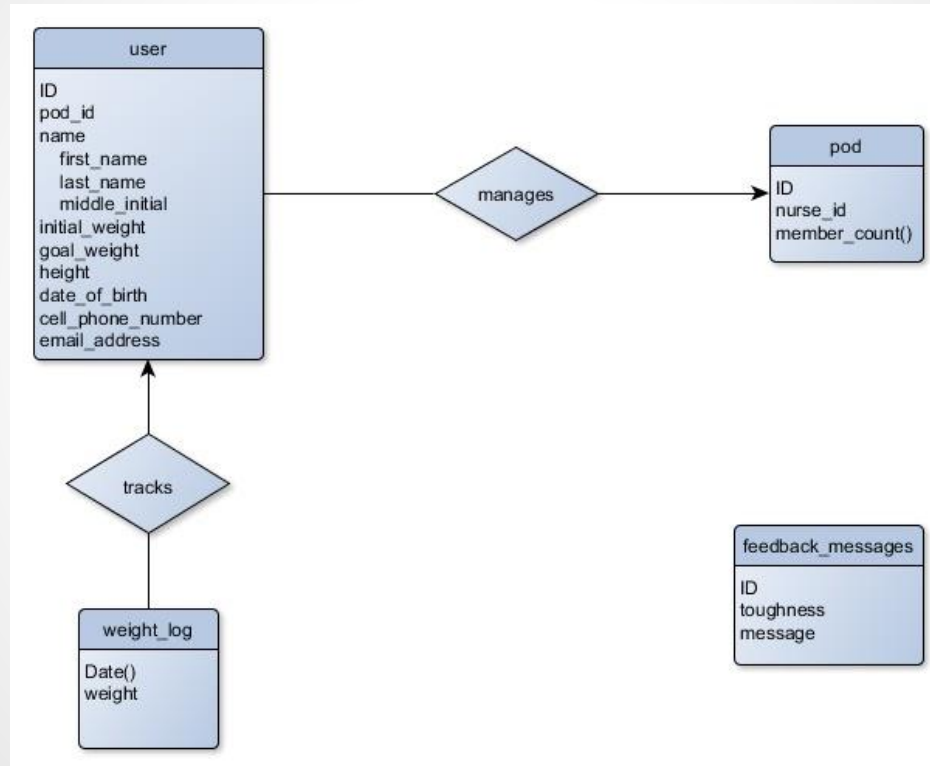 user
ID
pod_id
name
first_name
last_name
middle_initial
initial_weight
goal_weight
height
date_of_birth
cell_phone_number
email_address
manages
pod
ID
nurse_id
member_count()
tracks
weight_log
Date()
weight
feedback_messages
ID
toughness
message